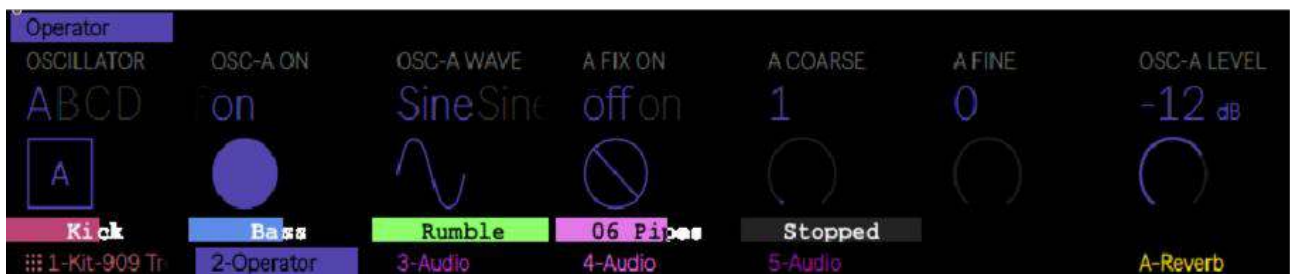 Operator
OSCILLATOR OSC-A ON OSC-A WAVE A FIX ON A COARSE A FINE OSC-A LEVEL
ABCD on Sine Sine off on 1 0 -12 dB
A
Kick Bass Rumble 06 Pipes Stopped
1-Kit-909 Tr 2-Operator 3-Audio 4-Audio 5-Audio A-Reverb